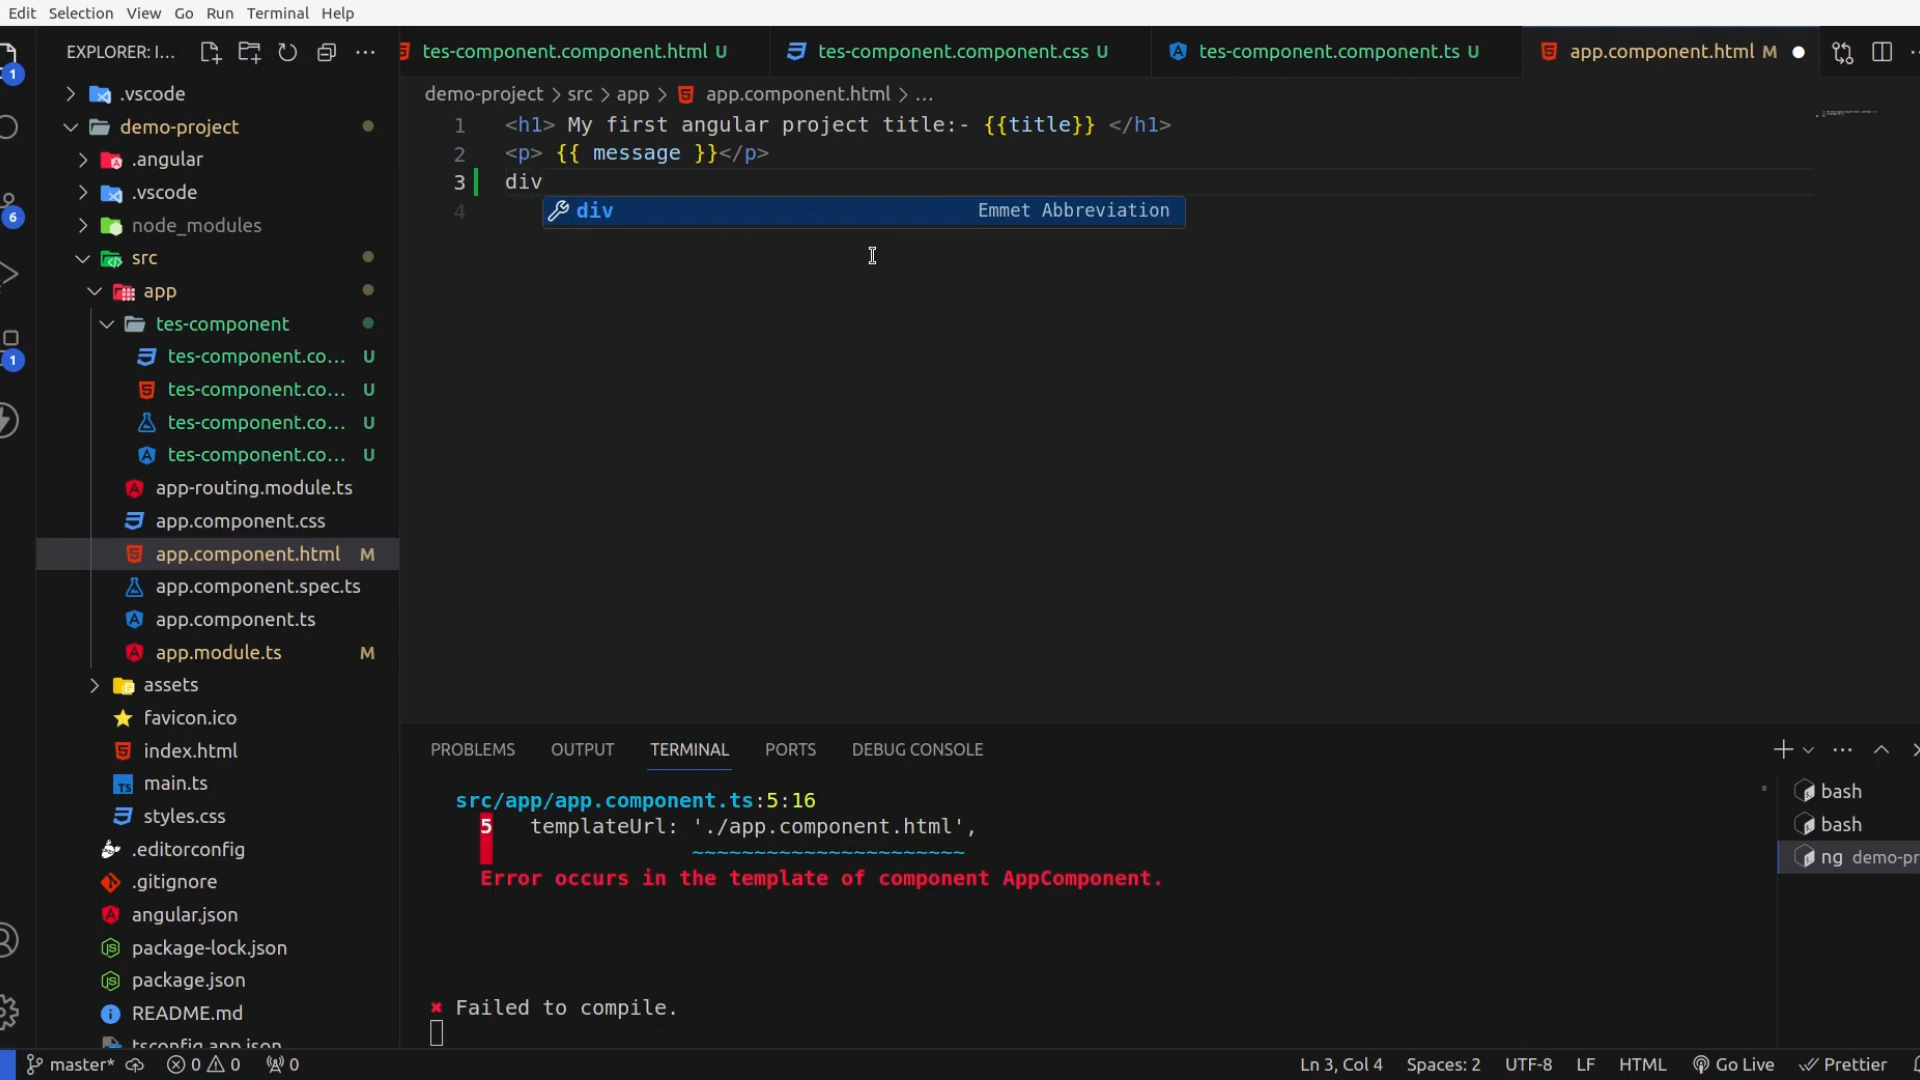 Edit Selection View Go Run Terminal Help
EXPLORER: I...
tes-component.component.html U
tes-component.component.css U
tes-component.component.ts U
app.component.html M
demo-project > src > app > app.component.html > ...
1
6
1
.vscode
demo-project
.angular
.vscode
node_modules
src
app
tes-component
tes-component.co... U
tes-component.co... U
tes-component.co... U
tes-component.co... U
app-routing.module.ts
app.component.css
app.component.html M
app.component.spec.ts
app.component.ts
app.module.ts M
assets
favicon.ico
index.html
main.ts
styles.css
.editorconfig
.gitignore
angular.json
package-lock.json
package.json
README.md
tsconfig.app.json
1 <h1> My first angular project title:- {{title}} </h1>
2 <p> {{ message }}</p>
3 div
4
div Emmet Abbreviation
PROBLEMS OUTPUT TERMINAL PORTS DEBUG CONSOLE
src/app/app.component.ts:5:16
5 templateUrl: './app.component.html',
~~~~~~~~~~~~~~~~~~~~~~
Error occurs in the template of component AppComponent.
✖ Failed to compile.
bash
bash
ng demo-pr
master* 0 0 0
Ln 3, Col 4 Spaces: 2 UTF-8 LF HTML Go Live Prettier